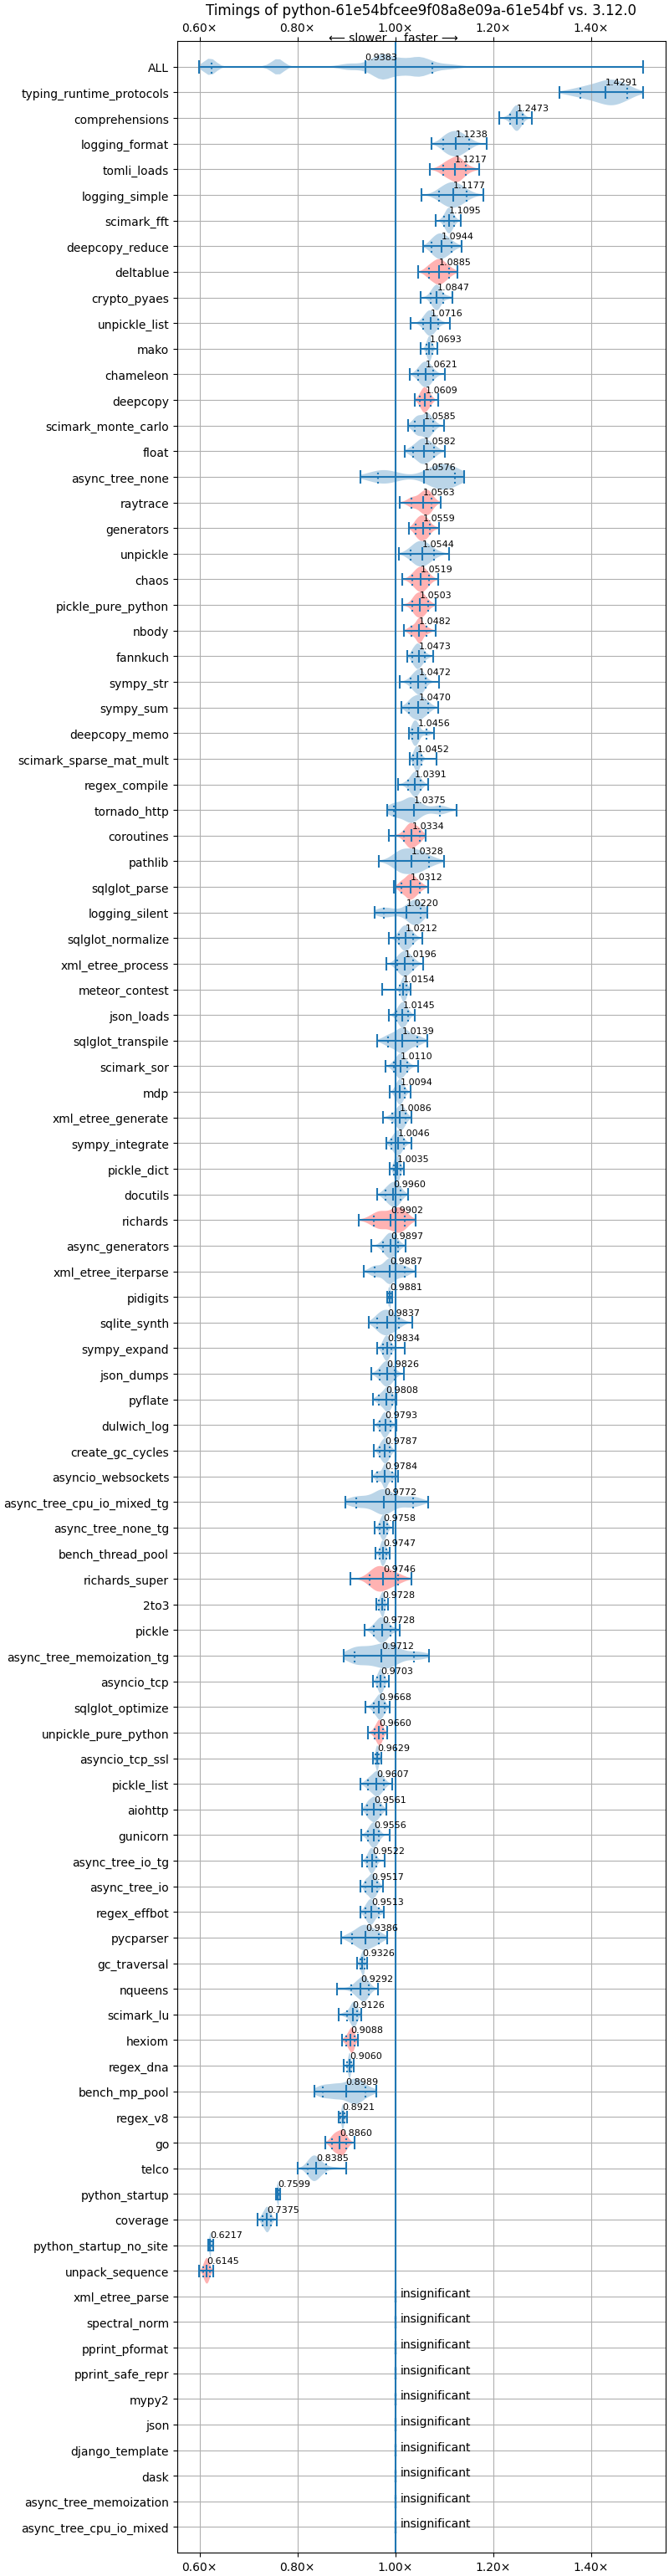 Timings of python-61e54bfcee9f08a8e09a-61e54bf vs. 3.12.0
0.60× 0.80× 1.00× 1.20× 1.40×
⟵ slower faster ⟶
ALL 0.9383
typing_runtime_protocols 1.4291
comprehensions 1.2473
logging_format 1.1238
tomli_loads 1.1217
logging_simple 1.1177
scimark_fft 1.1095
deepcopy_reduce 1.0944
deltablue 1.0885
crypto_pyaes 1.0847
unpickle_list 1.0716
mako 1.0693
chameleon 1.0621
deepcopy 1.0609
scimark_monte_carlo 1.0585
float 1.0582
async_tree_none 1.0576
raytrace 1.0563
generators 1.0559
unpickle 1.0544
chaos 1.0519
pickle_pure_python 1.0503
nbody 1.0482
fannkuch 1.0473
sympy_str 1.0472
sympy_sum 1.0470
deepcopy_memo 1.0456
scimark_sparse_mat_mult 1.0452
regex_compile 1.0391
tornado_http 1.0375
coroutines 1.0334
pathlib 1.0328
sqlglot_parse 1.0312
logging_silent 1.0220
sqlglot_normalize 1.0212
xml_etree_process 1.0196
meteor_contest 1.0154
json_loads 1.0145
sqlglot_transpile 1.0139
scimark_sor 1.0110
mdp 1.0094
xml_etree_generate 1.0086
sympy_integrate 1.0046
pickle_dict 1.0035
docutils 0.9960
richards 0.9902
async_generators 0.9897
xml_etree_iterparse 0.9887
pidigits 0.9881
sqlite_synth 0.9837
sympy_expand 0.9834
json_dumps 0.9826
pyflate 0.9808
dulwich_log 0.9793
create_gc_cycles 0.9787
asyncio_websockets 0.9784
async_tree_cpu_io_mixed_tg 0.9772
async_tree_none_tg 0.9758
bench_thread_pool 0.9747
richards_super 0.9746
2to3 0.9728
pickle 0.9728
async_tree_memoization_tg 0.9712
asyncio_tcp 0.9703
sqlglot_optimize 0.9668
unpickle_pure_python 0.9660
asyncio_tcp_ssl 0.9629
pickle_list 0.9607
aiohttp 0.9561
gunicorn 0.9556
async_tree_io_tg 0.9522
async_tree_io 0.9517
regex_effbot 0.9513
pycparser 0.9386
gc_traversal 0.9326
nqueens 0.9292
scimark_lu 0.9126
hexiom 0.9088
regex_dna 0.9060
bench_mp_pool 0.8989
regex_v8 0.8921
go 0.8860
telco 0.8385
python_startup 0.7599
coverage 0.7375
python_startup_no_site 0.6217
unpack_sequence 0.6145
xml_etree_parse insignificant
spectral_norm insignificant
pprint_pformat insignificant
pprint_safe_repr insignificant
mypy2 insignificant
json insignificant
django_template insignificant
dask insignificant
async_tree_memoization insignificant
async_tree_cpu_io_mixed insignificant
0.60× 0.80× 1.00× 1.20× 1.40×